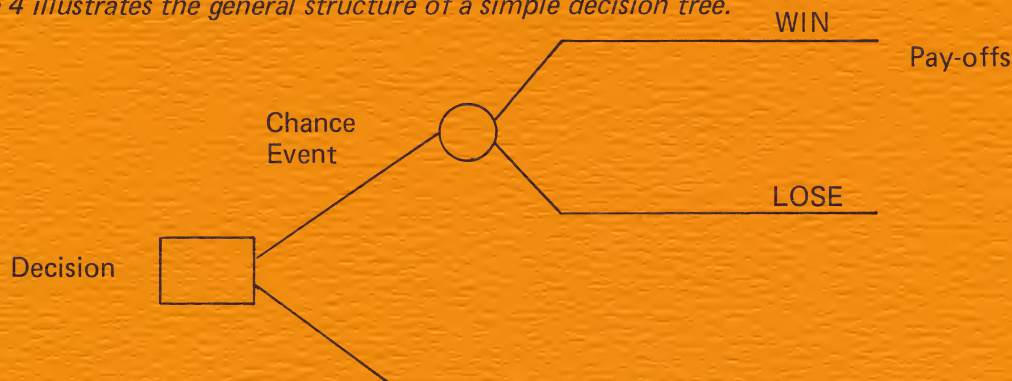 4 illustrates the general structure of a simple decision tree.
WIN
Pay-offs
Chance
Event
LOSE
Decision